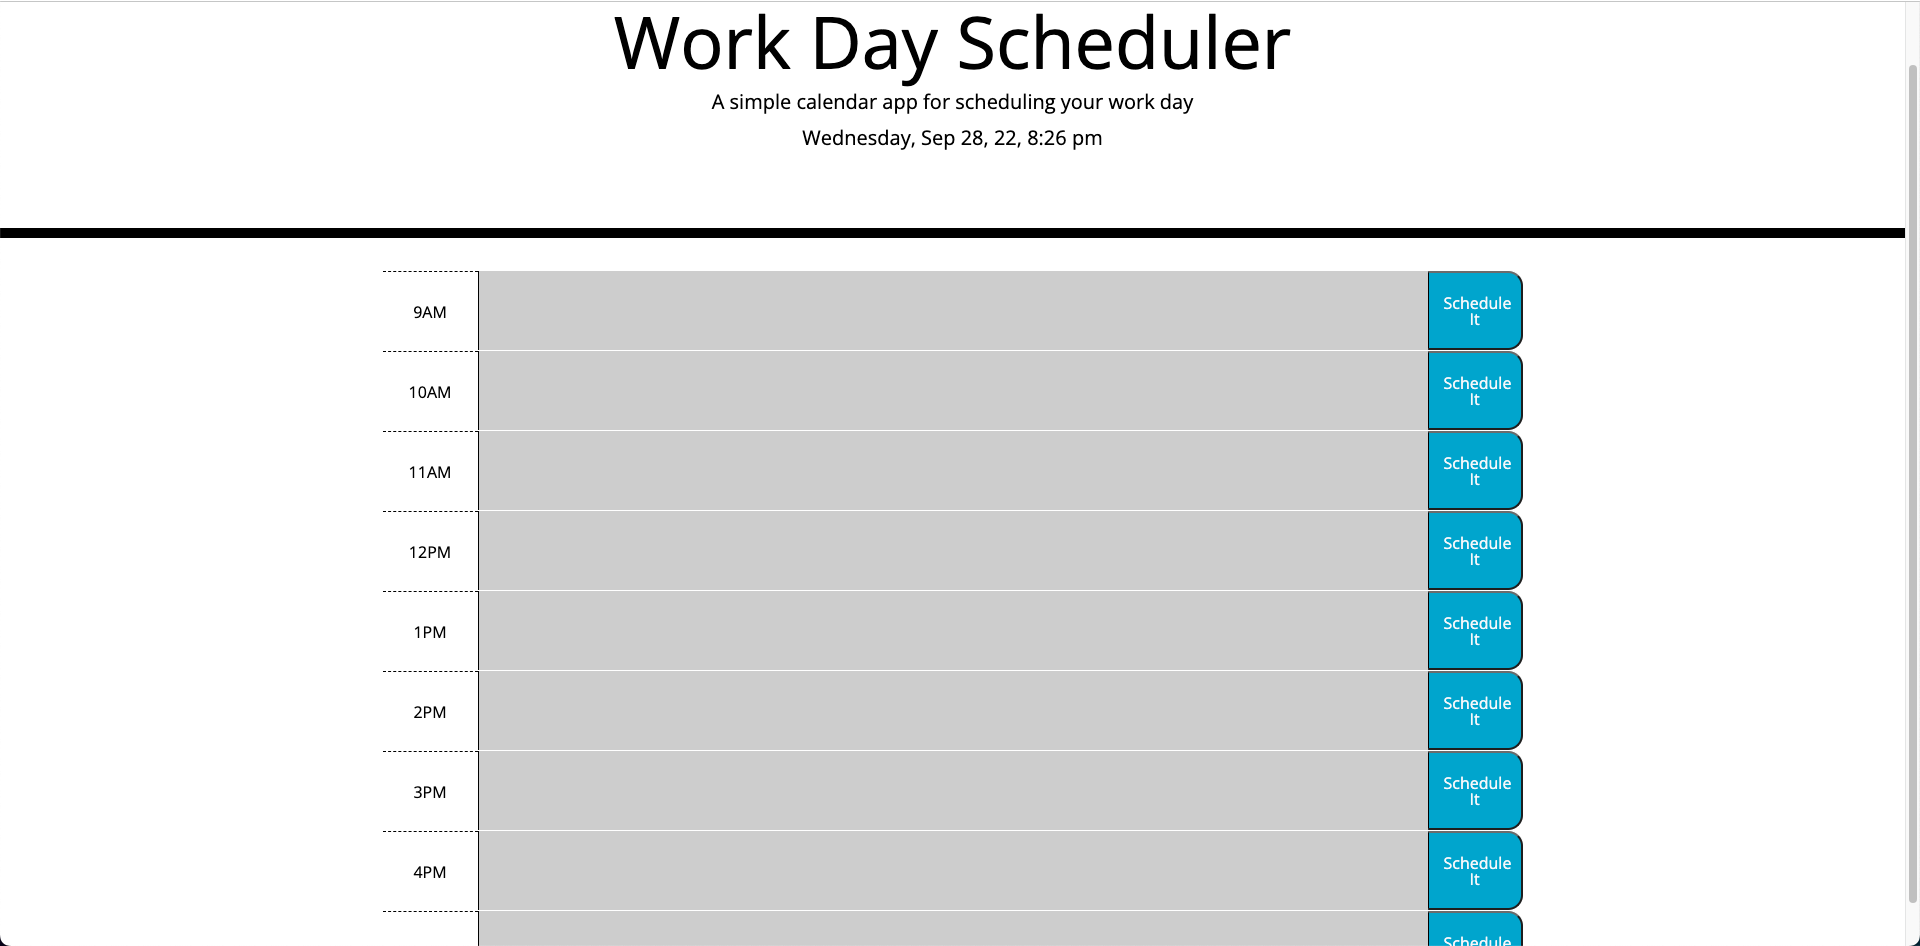 Work Day Scheduler
A simple calendar app for scheduling your work day
Wednesday, Sep 28, 22, 8:26 pm
9AM
Schedule
It
10AM
Schedule
It
11AM
Schedule
It
12PM
Schedule
It
1PM
Schedule
It
2PM
Schedule
It
3PM
Schedule
It
4PM
Schedule
It
Schedule